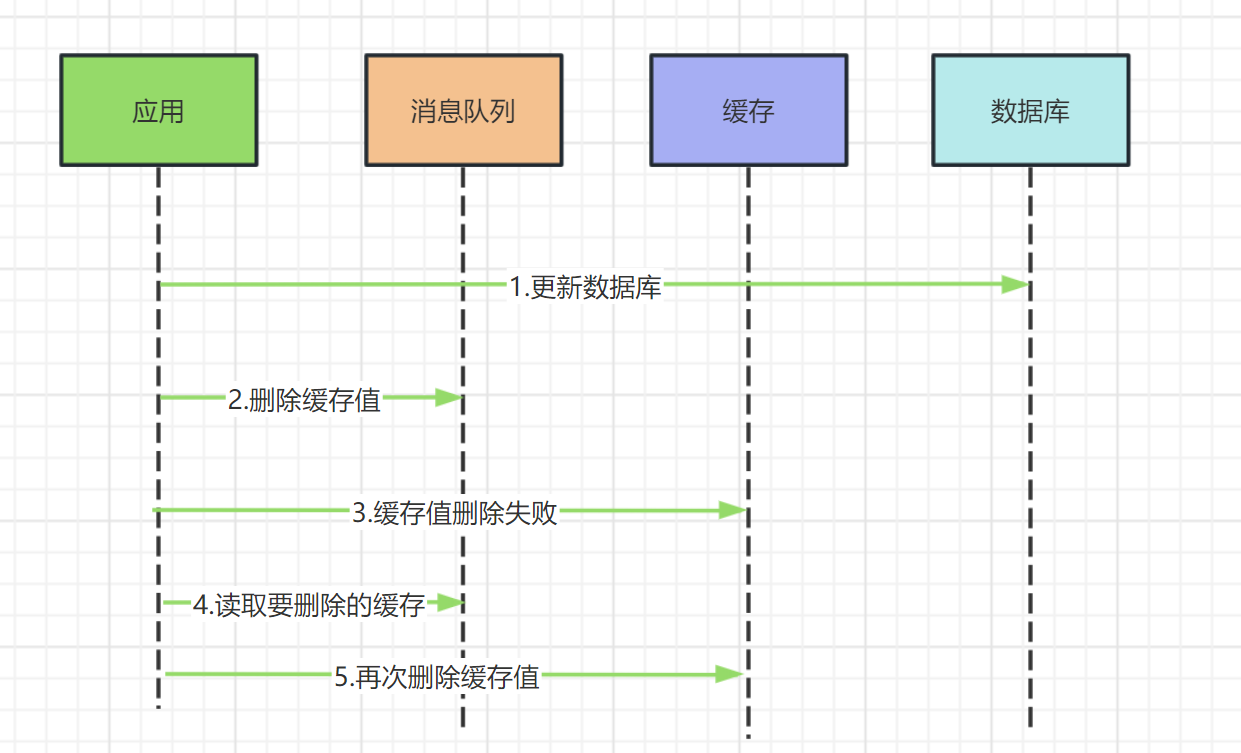 应用
消息队列
缓存
数据库
1.更新数据库
2.删除缓存值
3.缓存值删除失败
4.读取要删除的缓存
5.再次删除缓存值